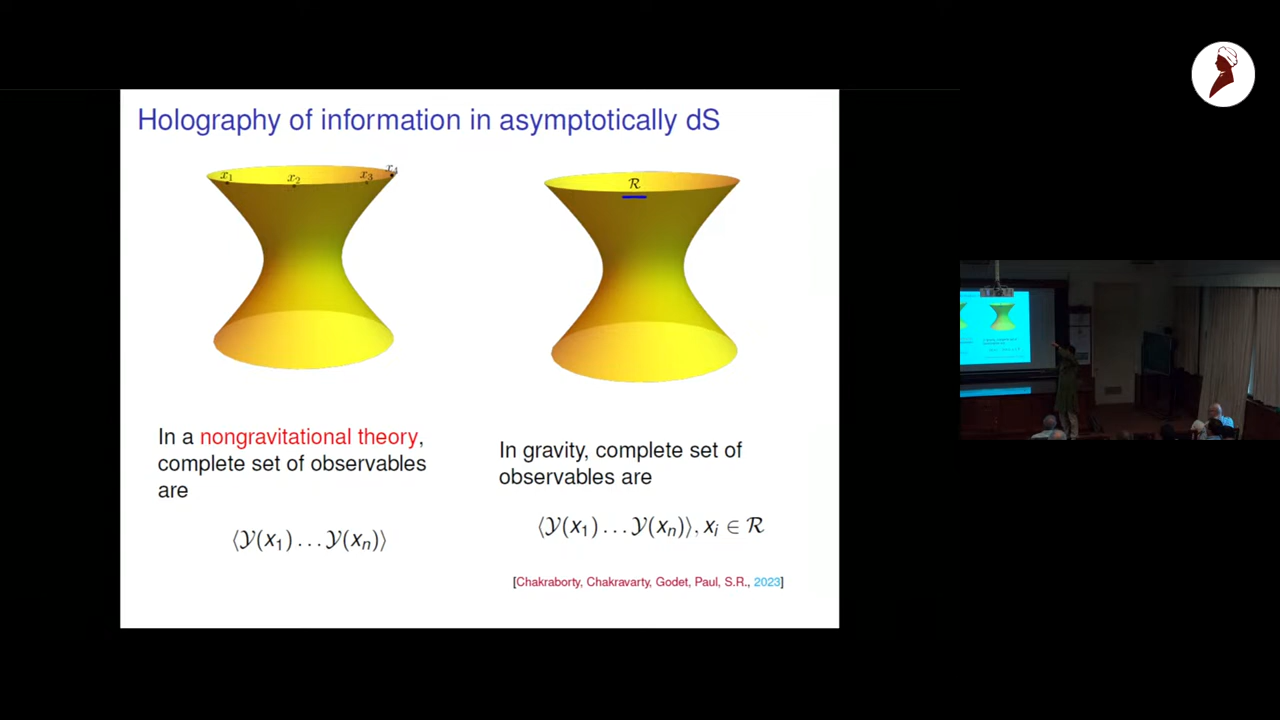 Holography of information in asymptotically dS
x₁ x₂ x₃ x₄
R
In a nongravitational theory,
complete set of observables
are
⟨𝒴(x₁) . . . 𝒴(xₙ)⟩
In gravity, complete set of
observables are
⟨𝒴(x₁) . . . 𝒴(xₙ)⟩, xᵢ ∈ R
[Chakraborty, Chakravarty, Godet, Paul, S.R., 2023]